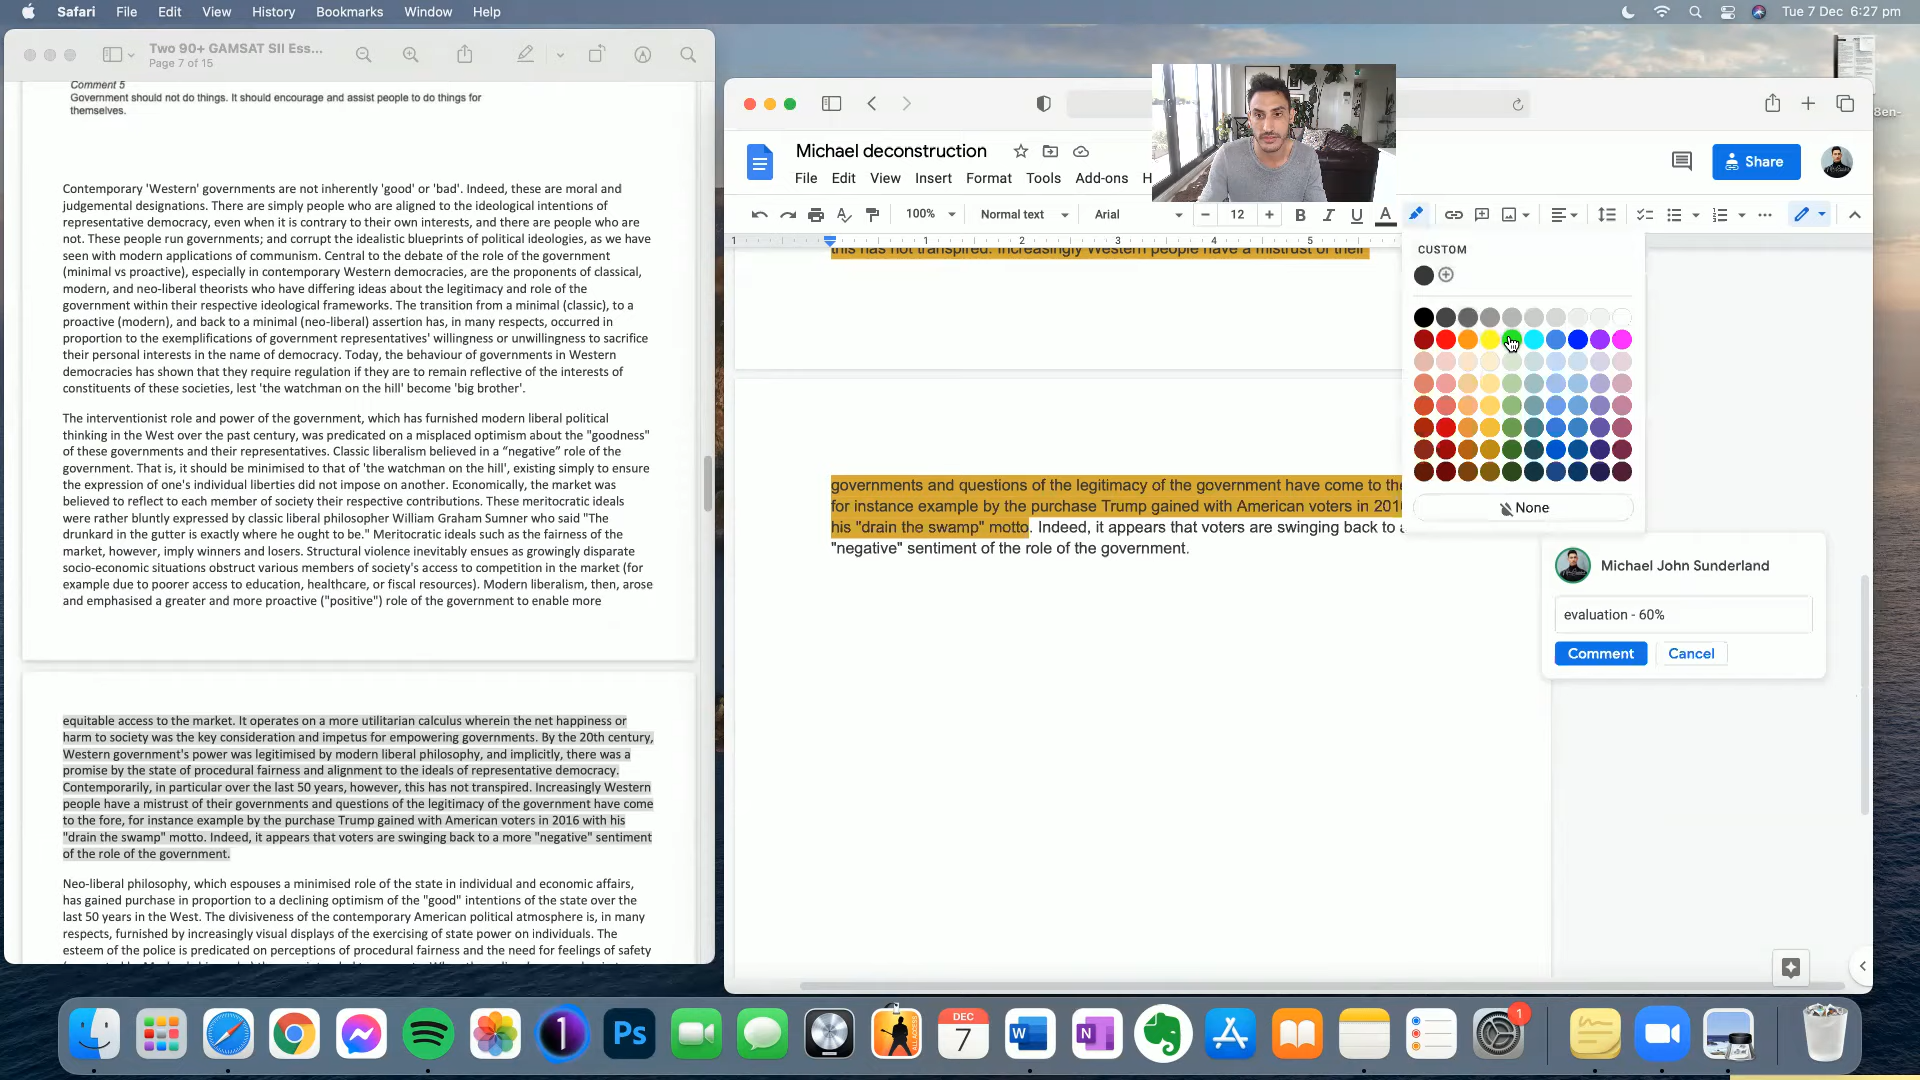 Safari File Edit View History Bookmarks Window Help
Tue 7 Dec 6:27 pm
Two 90+ GAMSAT SII Ess...
Page 7 of 15
Comment 5
Government should not do things. It should encourage and assist people to do things for
themselves.
Contemporary 'Western' governments are not inherently 'good' or 'bad'. Indeed, these are moral and
judgemental designations. There are simply people who are aligned to the ideological intentions of
representative democracy, even when it is contrary to their own interests, and there are people who are
not. These people run governments; and corrupt the idealistic blueprints of political ideologies, as we have
seen with modern applications of communism. Central to the debate of the role of the government
(minimal vs proactive), especially in contemporary Western democracies, are the proponents of classical,
modern, and neo-liberal theorists who have differing ideas about the legitimacy and role of the
government within their respective ideological frameworks. The transition from a minimal (classic), to a
proactive (modern), and back to a minimal (neo-liberal) assertion has, in many respects, occurred in
proportion to the exemplifications of government representatives' willingness or unwillingness to sacrifice
their personal interests in the name of democracy. Today, the behaviour of governments in Western
democracies has shown that they require regulation if they are to remain reflective of the interests of
constituents of these societies, lest 'the watchman on the hill' become 'big brother'.
The interventionist role and power of the government, which has furnished modern liberal political
thinking in the West over the past century, was predicated on a misplaced optimism about the "goodness"
of these governments and their representatives. Classic liberalism believed in a “negative” role of the
government. That is, it should be minimised to that of 'the watchman on the hill', existing simply to ensure
the expression of one's individual liberties did not impose on another. Economically, the market was
believed to reflect to each member of society their respective contributions. These meritocratic ideals
were rather bluntly expressed by classic liberal philosopher William Graham Sumner who said "The
drunkard in the gutter is exactly where he ought to be." Meritocratic ideals such as the fairness of the
market, however, imply winners and losers. Structural violence inevitably ensues as growingly disparate
socio-economic situations obstruct various members of society's access to competition in the market (for
example due to poorer access to education, healthcare, or fiscal resources). Modern liberalism, then, arose
and emphasised a greater and more proactive ("positive") role of the government to enable more
equitable access to the market. It operates on a more utilitarian calculus wherein the net happiness or
harm to society was the key consideration and impetus for empowering governments. By the 20th century,
Western government's power was legitimised by modern liberal philosophy, and implicitly, there was a
promise by the state of procedural fairness and alignment to the ideals of representative democracy.
Contemporarily, in particular over the last 50 years, however, this has not transpired. Increasingly Western
people have a mistrust of their governments and questions of the legitimacy of the government have come
to the fore, for instance example by the purchase Trump gained with American voters in 2016 with his
"drain the swamp" motto. Indeed, it appears that voters are swinging back to a more "negative" sentiment
of the role of the government.
Neo-liberal philosophy, which espouses a minimised role of the state in individual and economic affairs,
has gained purchase in proportion to a declining optimism of the "good" intentions of the state over the
last 50 years in the West. The divisiveness of the contemporary American political atmosphere is, in many
respects, furnished by increasingly visual displays of the exercising of state power on individuals. The
esteem of the police is predicated on perceptions of procedural fairness and the need for feelings of safety
Michael deconstruction
File Edit View Insert Format Tools Add-ons H
Share
100% Normal text Arial 12 B I U A
1 1 2 3 4 5
this has not transpired. Increasingly Western people have a mistrust of their
governments and questions of the legitimacy of the government have come to the
for instance example by the purchase Trump gained with American voters in 201
his "drain the swamp" motto. Indeed, it appears that voters are swinging back to a
"negative" sentiment of the role of the government.
CUSTOM
None
Michael John Sunderland
evaluation - 60%
Comment Cancel
8en-
Ps
ALL ACCESS
DEC
7
W
N
1